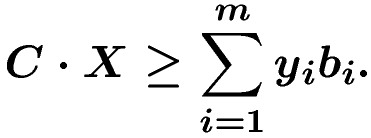 C · X ≥ ∑_{i=1}^{m} y_i b_i.